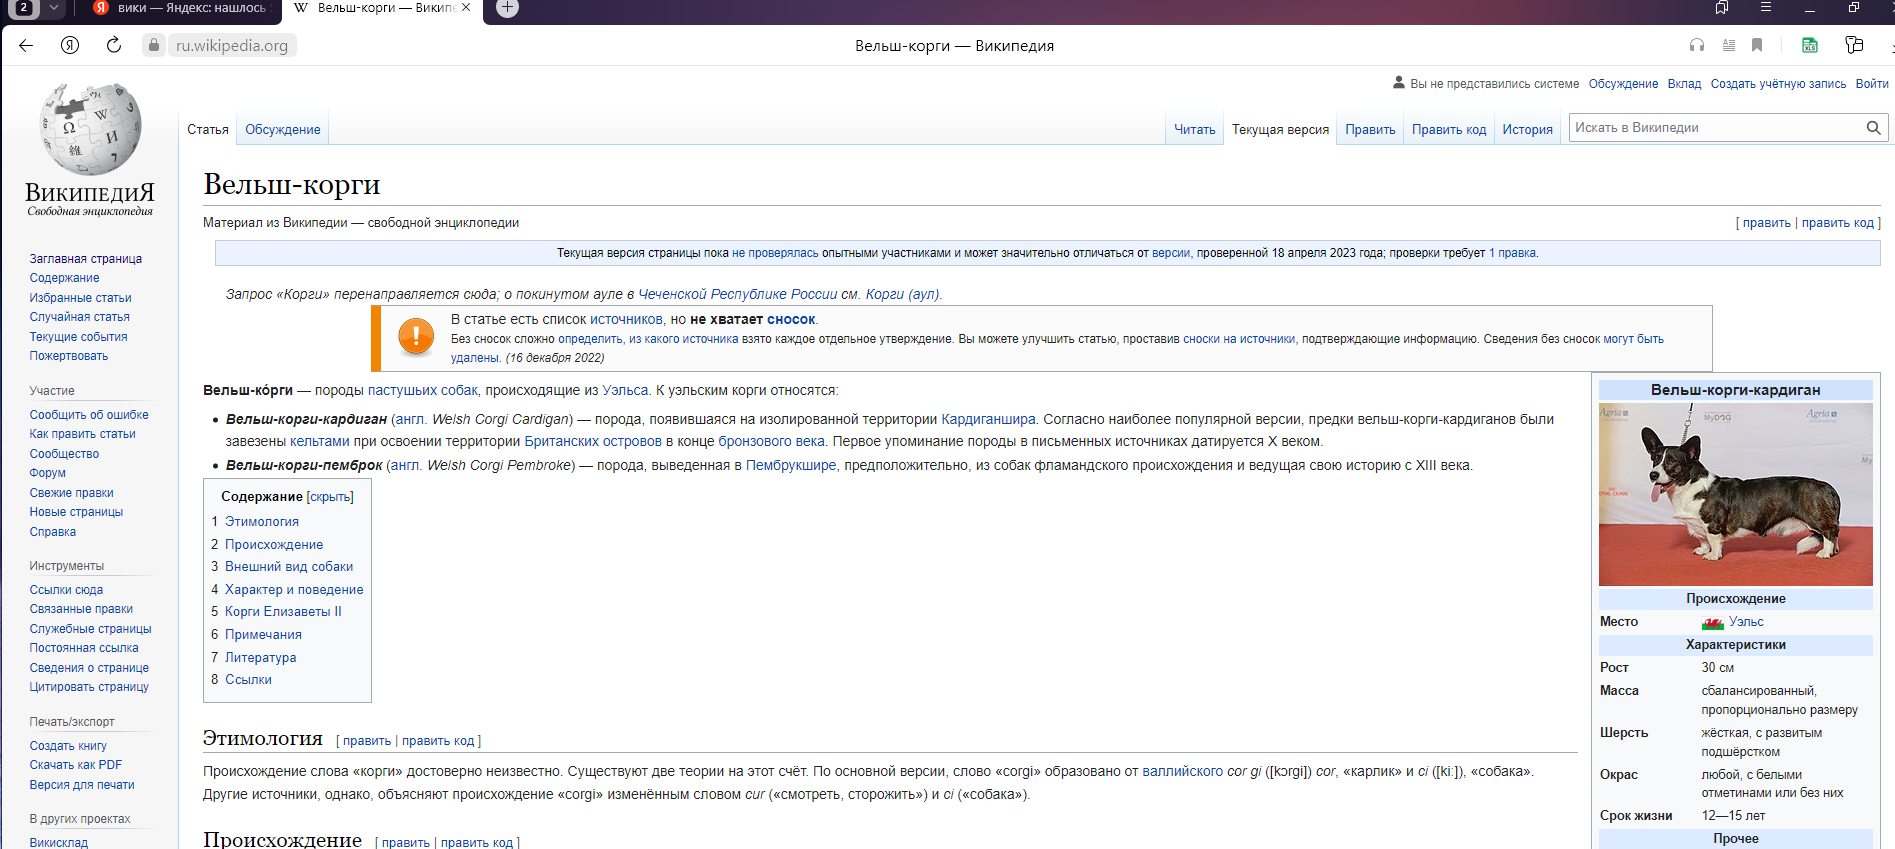 2
вики — Яндекс: нашлось
Вельш-корги — Викип
ru.wikipedia.org
Вельш-корги — Википедия
Вы не представились системе Обсуждение Вклад Создать учётную запись Войти
Статья Обсуждение Читать Текущая версия Править Править код История Искать в Википедии
ВикипедиЯ
Свободная энциклопедия
Заглавная страница
Содержание
Избранные статьи
Случайная статья
Текущие события
Пожертвовать
Участие
Сообщить об ошибке
Как править статьи
Сообщество
Форум
Свежие правки
Новые страницы
Справка
Инструменты
Ссылки сюда
Связанные правки
Служебные страницы
Постоянная ссылка
Сведения о странице
Цитировать страницу
Печать/экспорт
Создать книгу
Скачать как PDF
Версия для печати
В других проектах
Викисклад
Вельш-корги
Материал из Википедии — свободной энциклопедии
[ править | править код ]
Текущая версия страницы пока не проверялась опытными участниками и может значительно отличаться от версии, проверенной 18 апреля 2023 года; проверки требует 1 правка.
Запрос «Корги» перенаправляется сюда; о покинутом ауле в Чеченской Республике России см. Корги (аул).
В статье есть список источников, но не хватает сносок.
Без сносок сложно определить, из какого источника взято каждое отдельное утверждение. Вы можете улучшить статью, проставив сноски на источники, подтверждающие информацию. Сведения без сносок могут быть
удалены. (16 декабря 2022)
Вельш-ко́рги — породы пастушьих собак, происходящие из Уэльса. К уэльским корги относятся:
• Вельш-корги-кардиган (англ. Welsh Corgi Cardigan) — порода, появившаяся на изолированной территории Кардиганшира. Согласно наиболее популярной версии, предки вельш-корги-кардиганов были
завезены кельтами при освоении территории Британских островов в конце бронзового века. Первое упоминание породы в письменных источниках датируется X веком.
• Вельш-корги-пемброк (англ. Welsh Corgi Pembroke) — порода, выведенная в Пембрукшире, предположительно, из собак фламандского происхождения и ведущая свою историю с XIII века.
Содержание [скрыть]
1 Этимология
2 Происхождение
3 Внешний вид собаки
4 Характер и поведение
5 Корги Елизаветы II
6 Примечания
7 Литература
8 Ссылки
Этимология [ править | править код ]
Происхождение слова «корги» достоверно неизвестно. Существуют две теории на этот счёт. По основной версии, слово «corgi» образовано от валлийского cor gi ([kɔrgi]) cor, «карлик» и ci ([ki:]), «собака».
Другие источники, однако, объясняют происхождение «corgi» изменённым словом cur («смотреть, сторожить») и ci («собака»).
Происхождение [ править | править код ]
Вельш-корги-кардиган
Agria
MyDOG
Agria
Происхождение
Место Уэльс
Характеристики
Рост 30 см
Масса сбалансированный,
пропорционально размеру
Шерсть жёсткая, с развитым
подшёрстком
Окрас любой, с белыми
отметинами или без них
Срок жизни 12—15 лет
Прочее